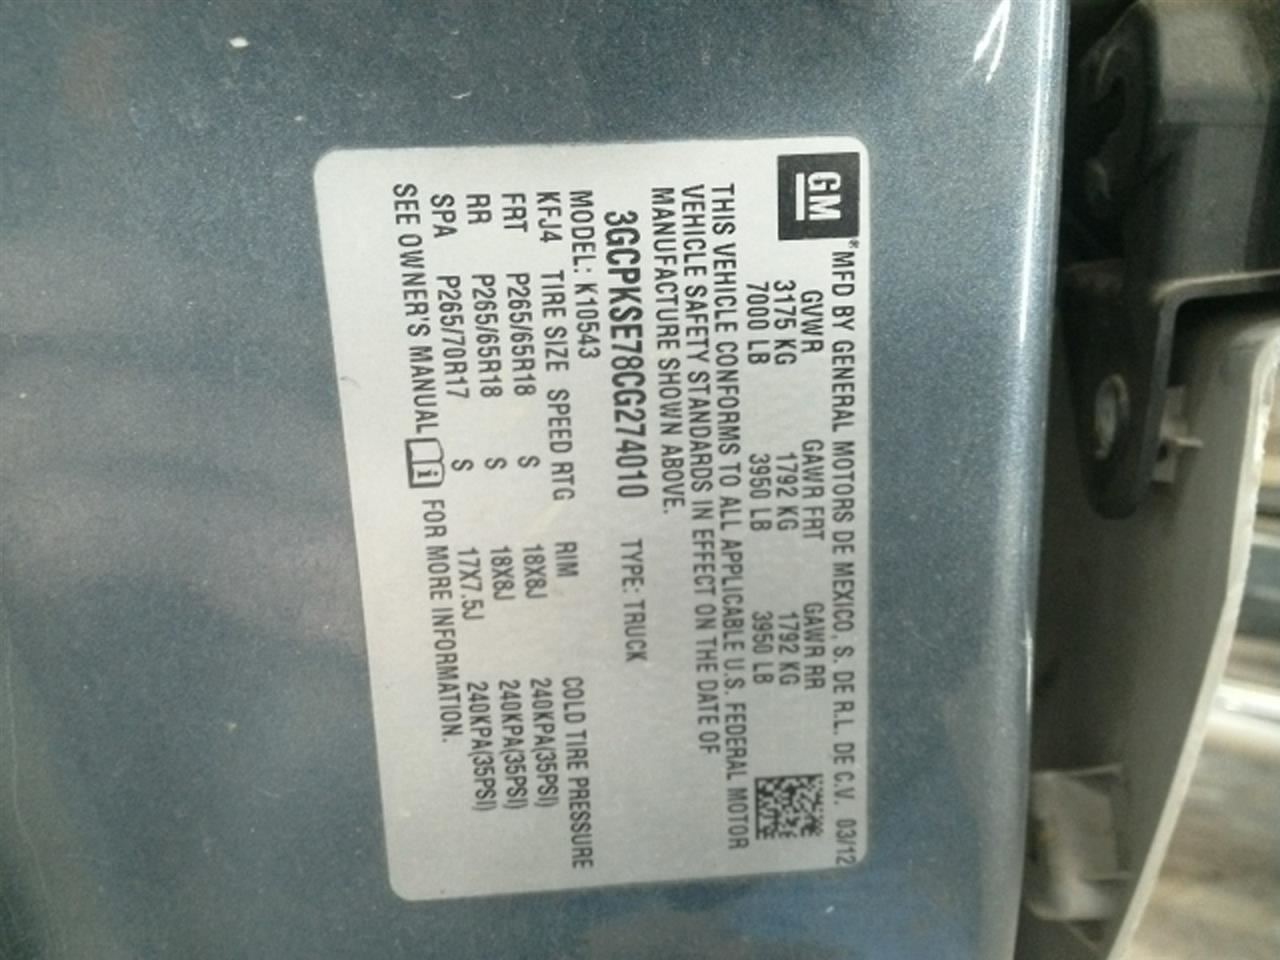 GM ® MFD BY GENERAL MOTORS DE MEXICO, S. DE R.L. DE C.V. 03/12
GVWR GAWR FRT GAWR RR
3175 KG 1792 KG 1792 KG
7000 LB 3950 LB 3950 LB
THIS VEHICLE CONFORMS TO ALL APPLICABLE U.S. FEDERAL MOTOR
VEHICLE SAFETY STANDARDS IN EFFECT ON THE DATE OF
MANUFACTURE SHOWN ABOVE.
3GCPKSE78CG274010 TYPE: TRUCK
MODEL: K10543
KFJ4 TIRE SIZE SPEED RTG RIM COLD TIRE PRESSURE
FRT P265/65R18 S 18X8J 240KPA(35PSI)
RR P265/65R18 S 18X8J 240KPA(35PSI)
SPA P265/70R17 S 17X7.5J 240KPA(35PSI)
SEE OWNER'S MANUAL i FOR MORE INFORMATION.